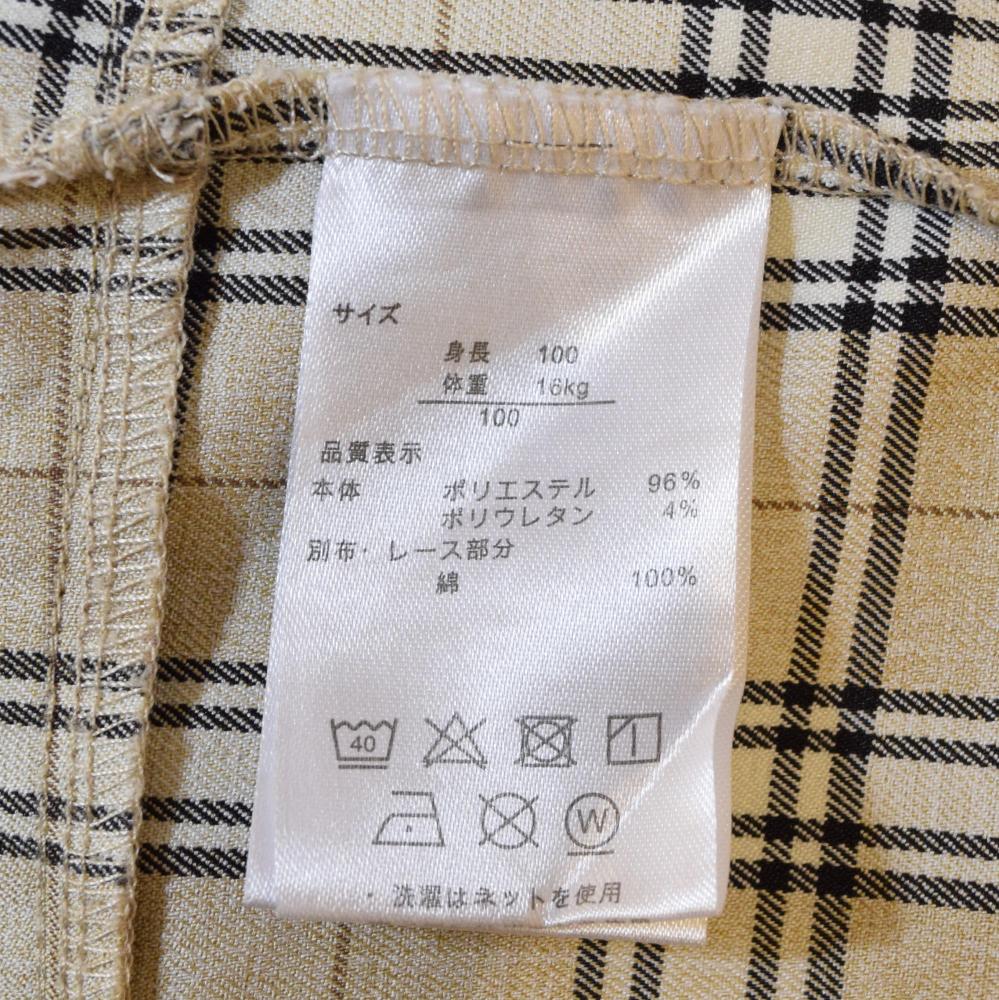 サイズ
身長 100
体重 16kg
100
品質表示
本体 ポリエステル 96%
ポリウレタン 4%
別布・レース部分
綿 100%
40
W
・洗濯はネットを使用